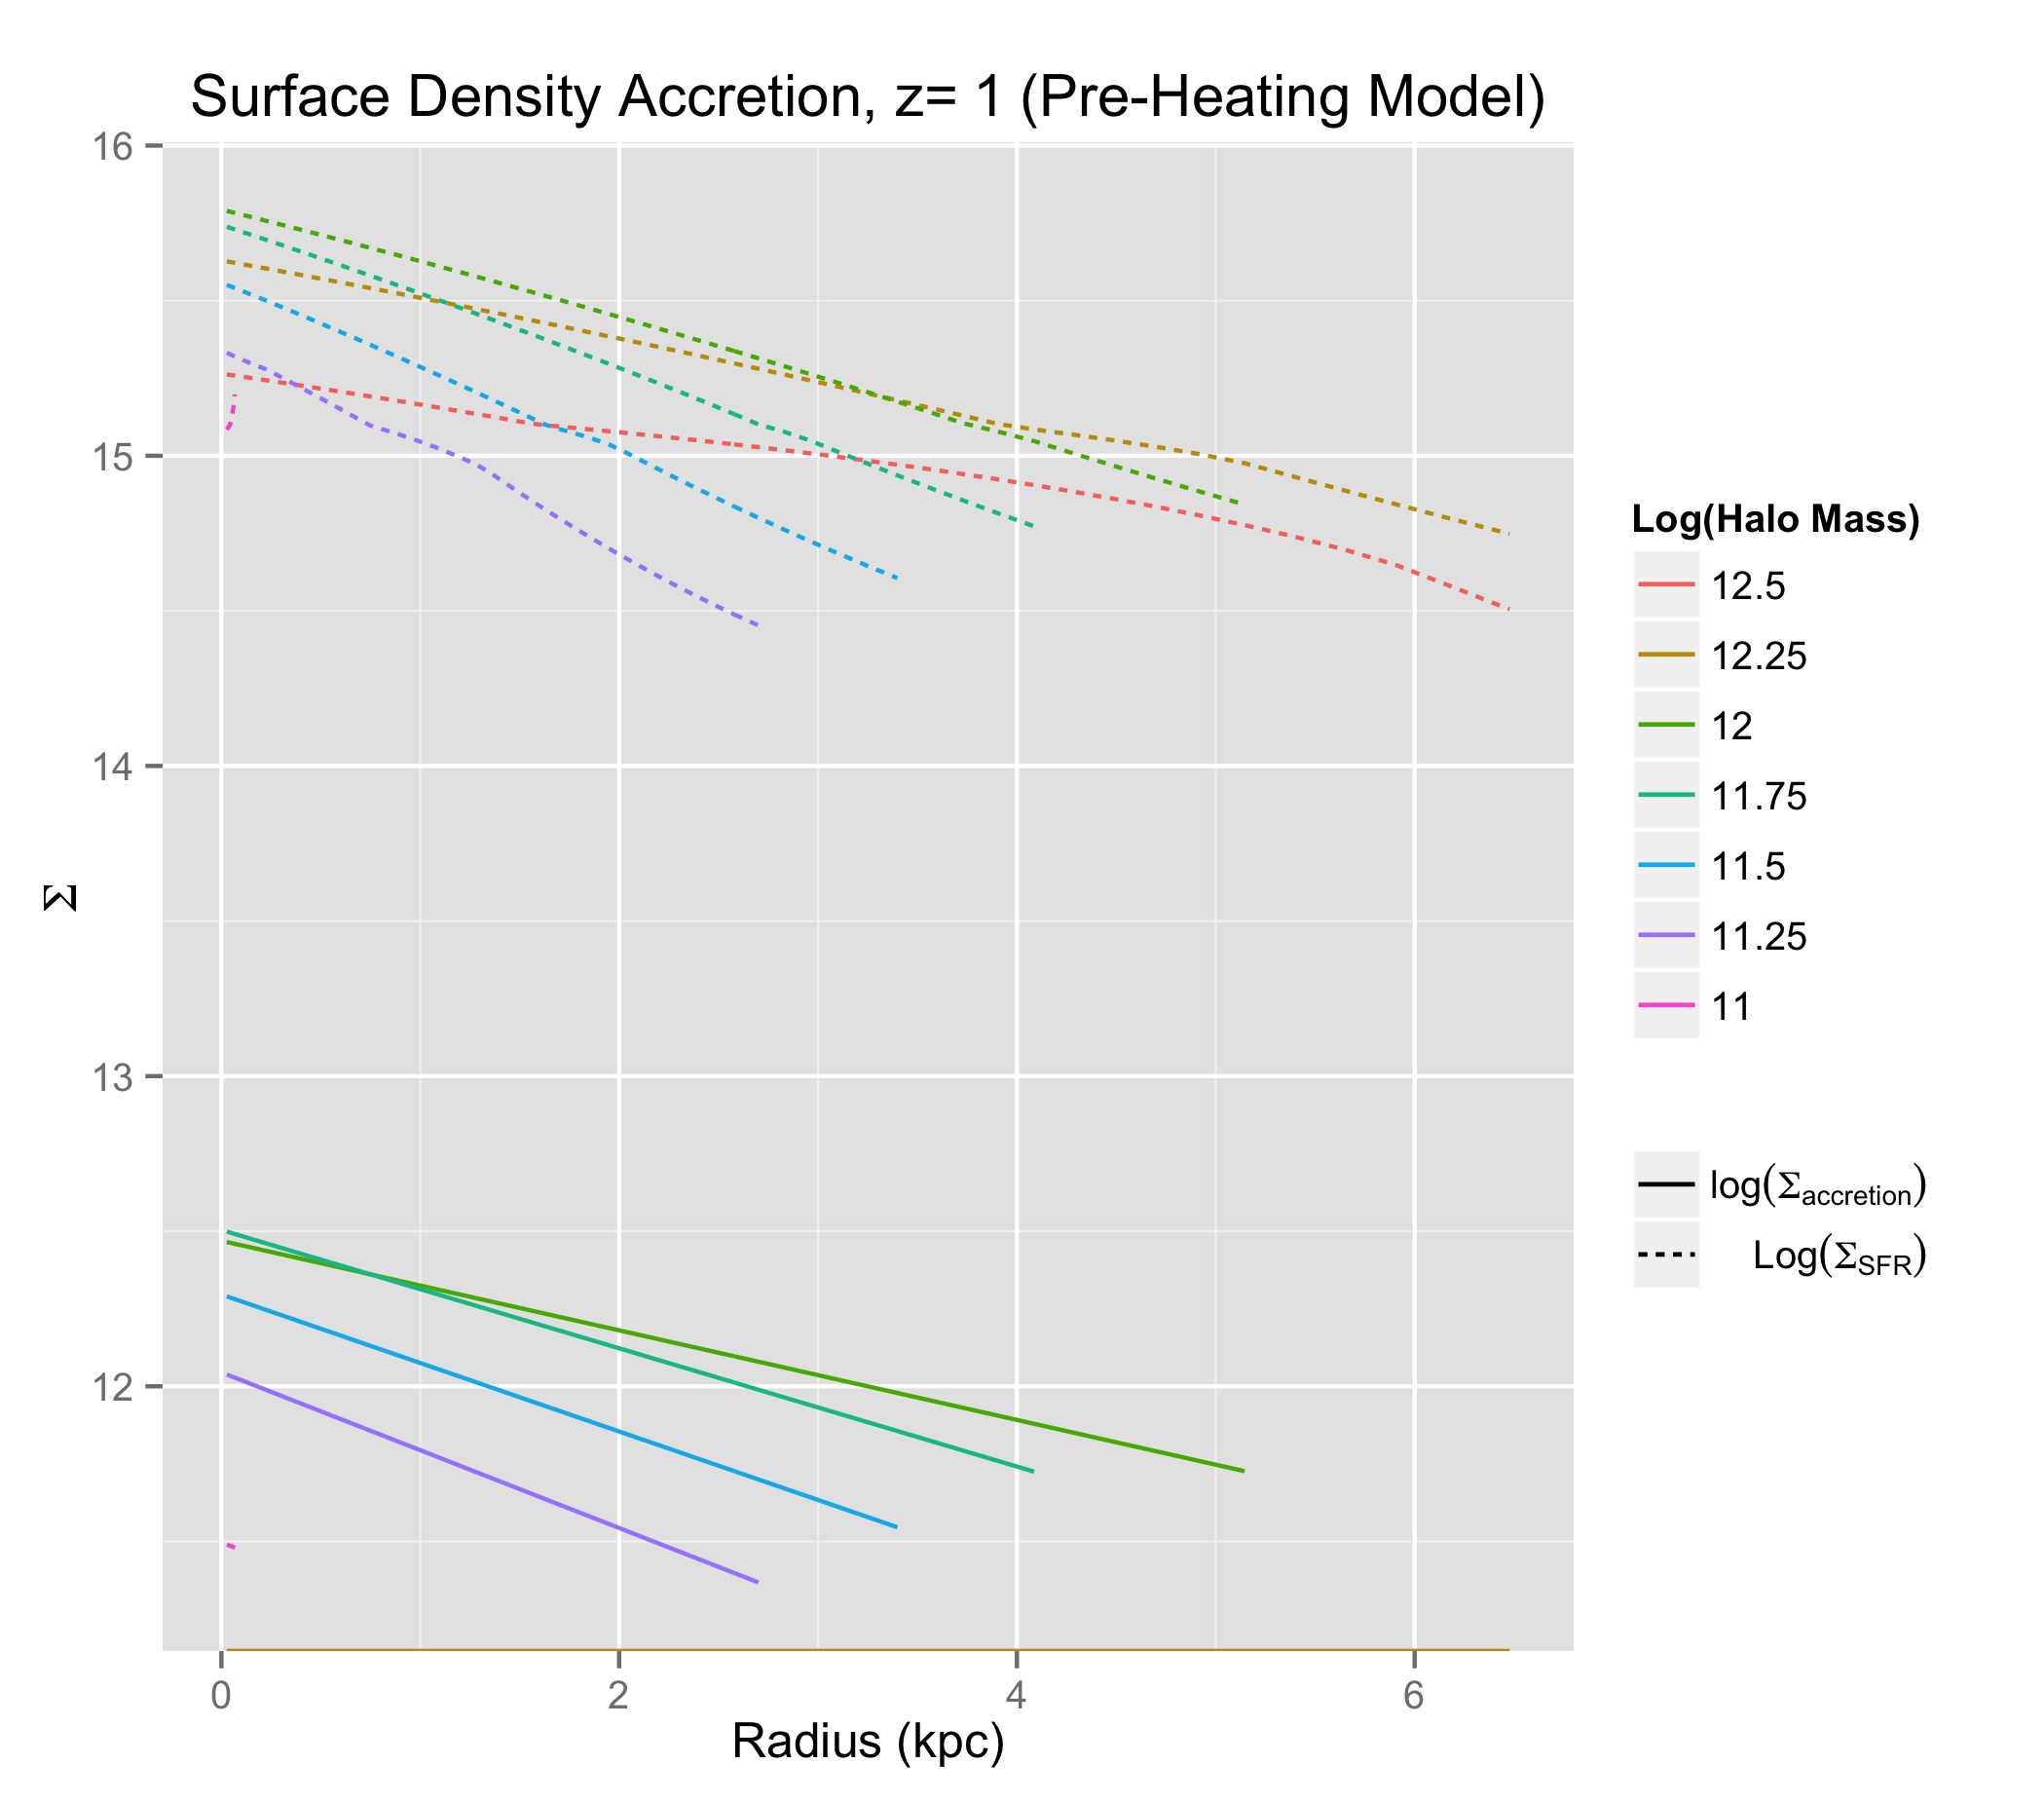 Surface Density Accretion, z= 1 (Pre-Heating Model)
16
15
14
13
12
Σ
0 2 4 6
Radius (kpc)
Log(Halo Mass)
12.5
12.25
12
11.75
11.5
11.25
11
log(Σaccretion)
Log(ΣSFR)